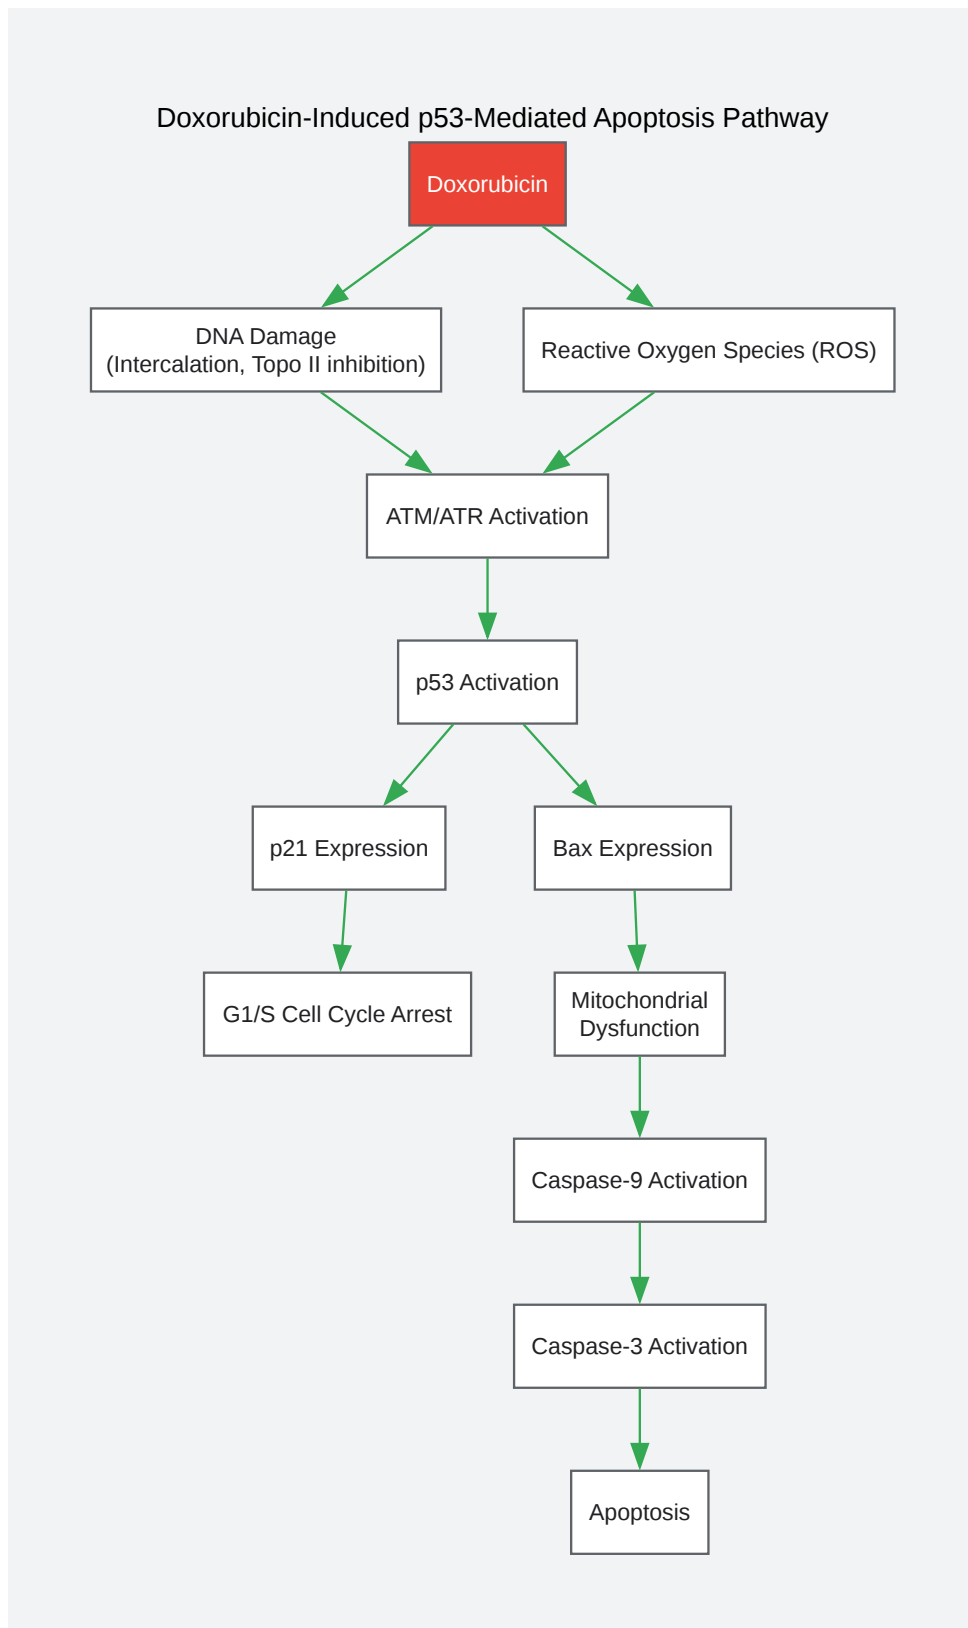 Doxorubicin-Induced p53-Mediated Apoptosis Pathway
Doxorubicin
DNA Damage
(Intercalation, Topo II inhibition)
Reactive Oxygen Species (ROS)
ATM/ATR Activation
p53 Activation
p21 Expression
Bax Expression
G1/S Cell Cycle Arrest
Mitochondrial
Dysfunction
Caspase-9 Activation
Caspase-3 Activation
Apoptosis